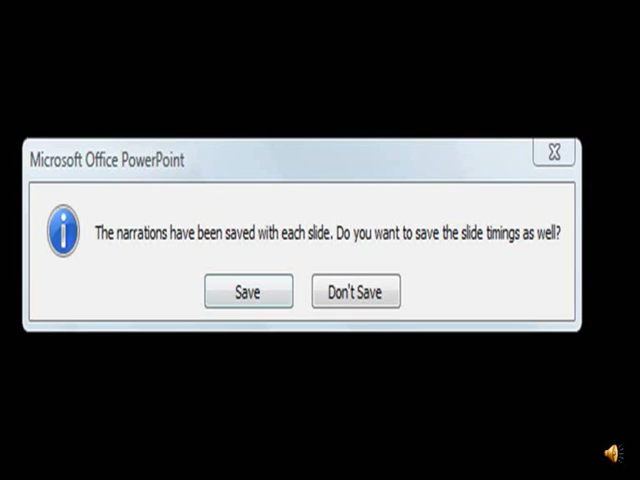 Microsoft Office PowerPoint
The narrations have been saved with each slide. Do you want to save the slide timings as well?
Save
Don't Save